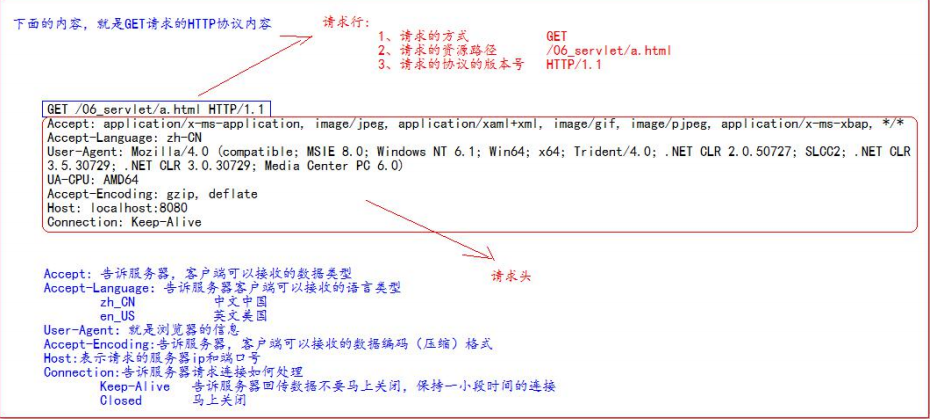 下面的内容，就是GET请求的HTTP协议内容
请求行：
1、请求的方式 GET
2、请求的资源路径 /06_servlet/a.html
3、请求的协议的版本号 HTTP/1.1
GET /06_servlet/a.html HTTP/1.1
Accept: application/x-ms-application, image/jpeg, application/xaml+xml, image/gif, image/pjpeg, application/x-ms-xbap, */*
Accept-Language: zh-CN
User-Agent: Mozilla/4.0 (compatible; MSIE 8.0; Windows NT 6.1; Win64; x64; Trident/4.0; .NET CLR 2.0.50727; SLCC2; .NET CLR
3.5.30729; .NET CLR 3.0.30729; Media Center PC 6.0)
UA-CPU: AMD64
Accept-Encoding: gzip, deflate
Host: localhost:8080
Connection: Keep-Alive
请求头
Accept: 告诉服务器，客户端可以接收的数据类型
Accept-Language: 告诉服务器客户端可以接收的语言类型
zh_CN 中文中国
en_US 英文美国
User-Agent: 就是浏览器的信息
Accept-Encoding:告诉服务器，客户端可以接收的数据编码（压缩）格式
Host:表示请求的服务器ip和端口号
Connection:告诉服务器请求连接如何处理
Keep-Alive 告诉服务器回传数据不要马上关闭，保持一小段时间的连接
Closed 马上关闭